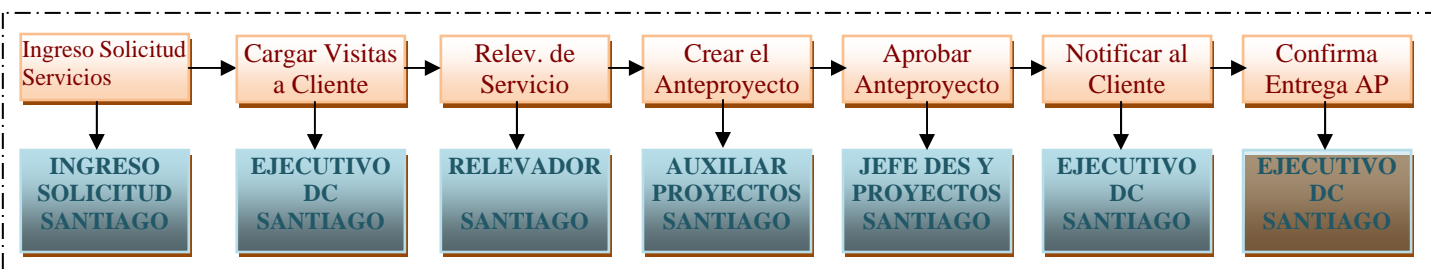 Ingreso Solicitud
Servicios
Cargar Visitas
a Cliente
Relev. de
Servicio
Crear el
Anteproyecto
Aprobar
Anteproyecto
Notificar al
Cliente
Confirma
Entrega AP
INGRESO
SOLICITUD
SANTIAGO
EJECUTIVO
DC
SANTIAGO
RELEVADOR
SANTIAGO
AUXILIAR
PROYECTOS
SANTIAGO
JEFE DES Y
PROYECTOS
SANTIAGO
EJECUTIVO
DC
SANTIAGO
EJECUTIVO
DC
SANTIAGO